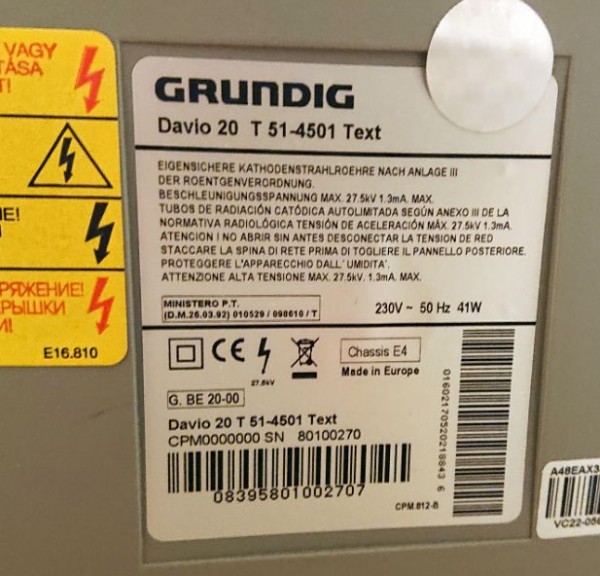 VAGY
TÁSA
T!
E!
РЯЖЕНИЕ!
РЫШКИ
И!
E16.810
GRUNDIG
Davio 20 T 51-4501 Text
EIGENSICHERE KATHODENSTRAHLROEHRE NACH ANLAGE III
DER ROENTGENVERORDNUNG.
BESCHLEUNIGUNGSSPANNUNG MAX. 27.5kV 1.3mA. MAX.
TUBOS DE RADIACIÓN CATÓDICA AUTOLIMITADA SEGÚN ANEXO III DE LA
NORMATIVA RADIOLÓGICA TENSIÓN DE ACELERACIÓN MÁX. 27.5kV 1.3mA.
ATENCION ! NO ABRIR SIN ANTES DESCONECTAR LA TENSION DE RED
STACCARE LA SPINA DI RETE PRIMA DI TOGLIERE IL PANNELLO POSTERIORE.
PROTEGGERE L'APPARECCHIO DALL' UMIDITA'.
ATTENZIONE ALTA TENSIONE MAX. 27.5kV 1.3mA. MAX.
MINISTERO P.T.
(D.M.26.03.92) 010529 / 098610 / T
230V ~ 50 Hz 41W
CE
27.5kV
Chassis E4
Made in Europe
G. BE 20-00
Davio 20 T 51-4501 Text
CPM0000000 SN 80100270
08395801002707
CPM.812-B
01602170520218843 6
A48EAX3
VC22-056